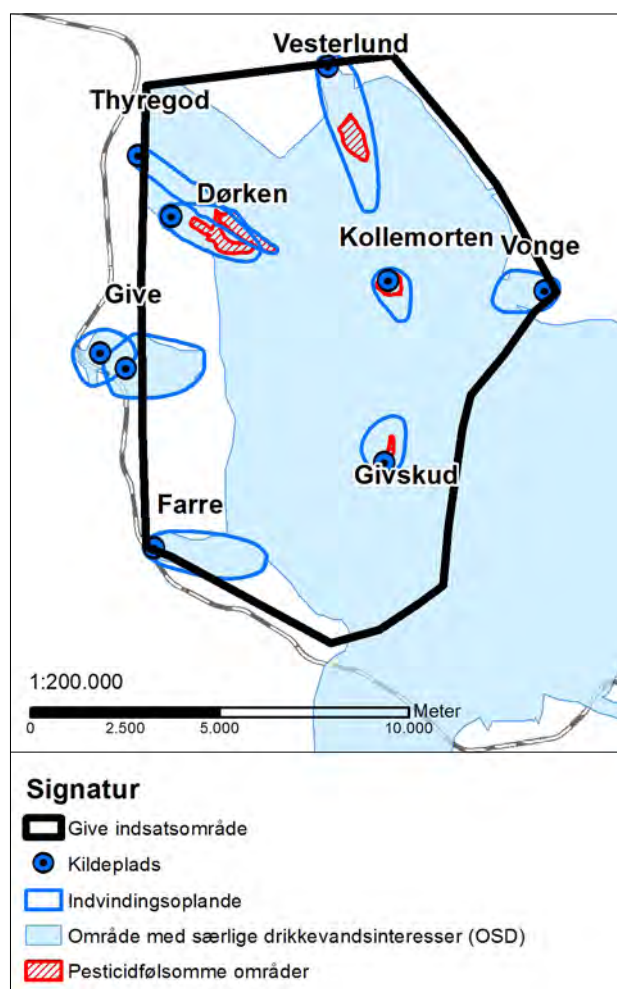 Vesterlund
Thyregod
Dørken
Kollemorten
Vonge
Give
Givskud
Farre
1:200.000
Meter
0 2.500 5.000 10.000
Signatur
Give indsatsområde
Kildeplads
Indvindingsoplande
Område med særlige drikkevandsinteresser (OSD)
Pesticidfølsomme områder